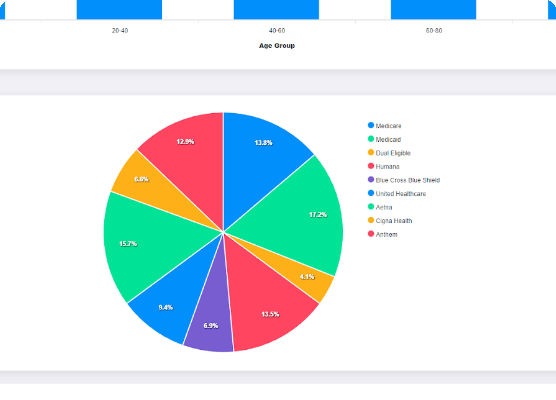 20-40 40-60 60-80
Age Group
12.9%
13.8%
6.6%
17.2%
15.7%
4.1%
9.4%
13.5%
6.9%
Medicare
Medicaid
Dual Eligible
Humana
Blue Cross Blue Shield
United Healthcare
Aetna
Cigna Health
Anthem